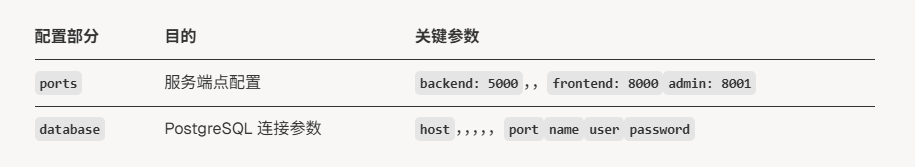 配置部分 目的 关键参数
ports 服务端点配置 backend: 5000 ，， frontend: 8000 admin: 8001
database PostgreSQL 连接参数 host ，，，，， port name user password